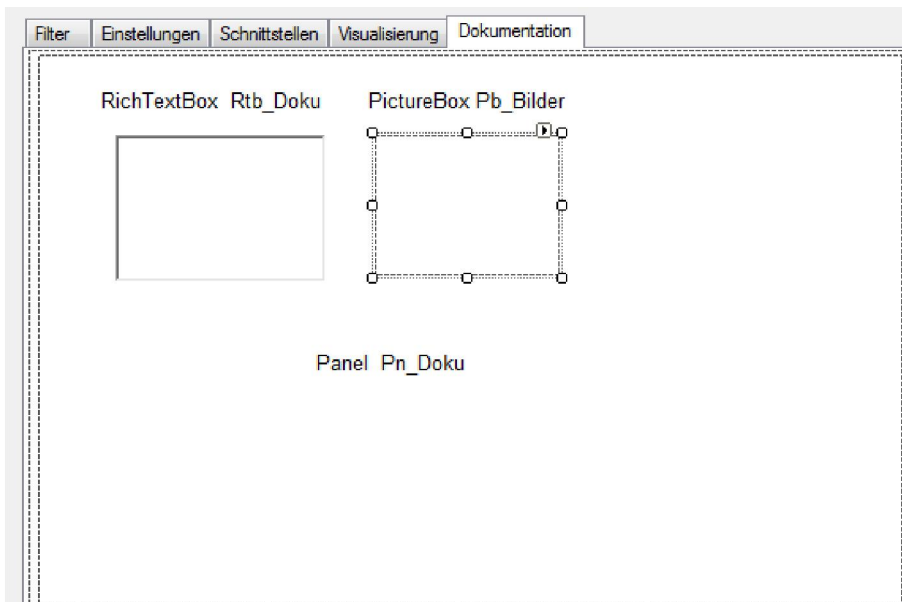 Filter Einstellungen Schnittstellen Visualisierung Dokumentation
RichTextBox Rtb_Doku PictureBox Pb_Bilder
Panel Pn_Doku